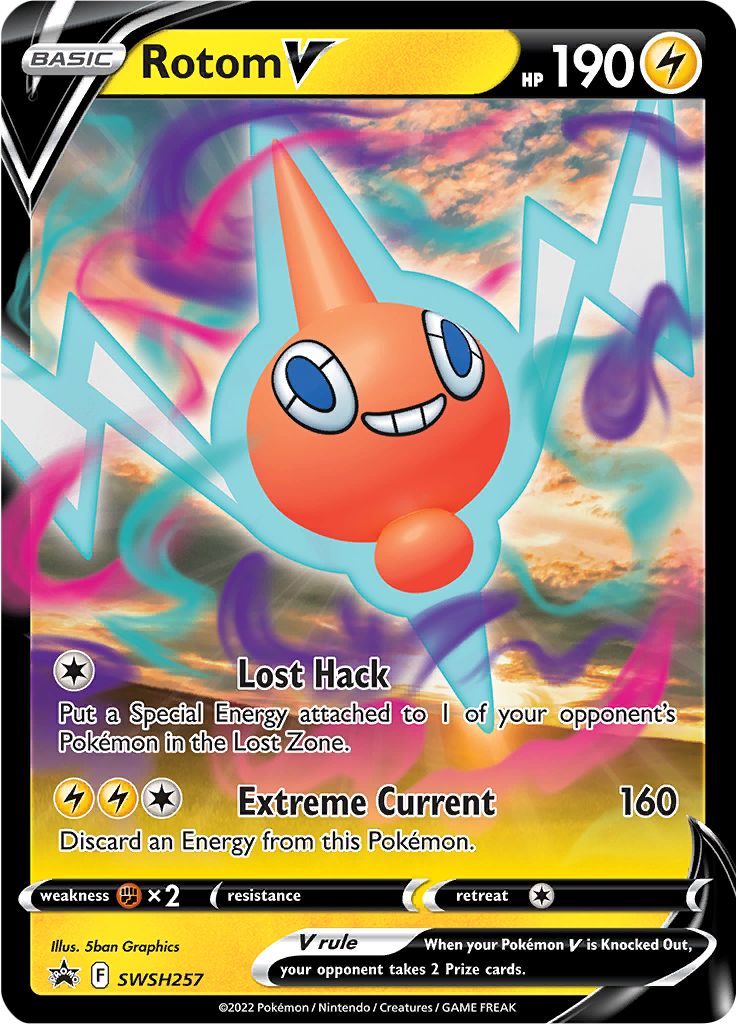 BASIC
Rotom V
HP 190
Lost Hack
Put a Special Energy attached to 1 of your opponent's
Pokémon in the Lost Zone.
Extreme Current 160
Discard an Energy from this Pokémon.
weakness ×2 resistance retreat
Illus. 5ban Graphics
PROMO F SWSH257
V rule When your Pokémon V is Knocked Out,
your opponent takes 2 Prize cards.
©2022 Pokémon / Nintendo / Creatures / GAME FREAK